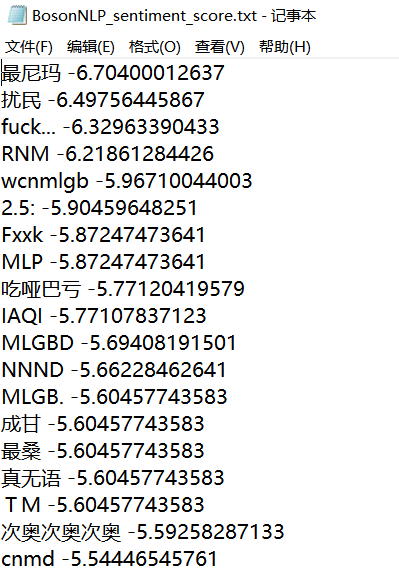 BosonNLP_sentiment_score.txt - 记事本
文件(F) 编辑(E) 格式(O) 查看(V) 帮助(H)
最尼玛 -6.70400012637
扰民 -6.49756445867
fuck... -6.32963390433
RNM -6.21861284426
wcnmlgb -5.96710044003
2.5: -5.90459648251
Fxxk -5.87247473641
MLP -5.87247473641
吃哑巴亏 -5.77120419579
IAQI -5.77107837123
MLGBD -5.69408191501
NNND -5.66228462641
MLGB. -5.60457743583
成甘 -5.60457743583
最桑 -5.60457743583
真无语 -5.60457743583
ＴＭ -5.60457743583
次奥次奥次奥 -5.59258287133
cnmd -5.54446545761